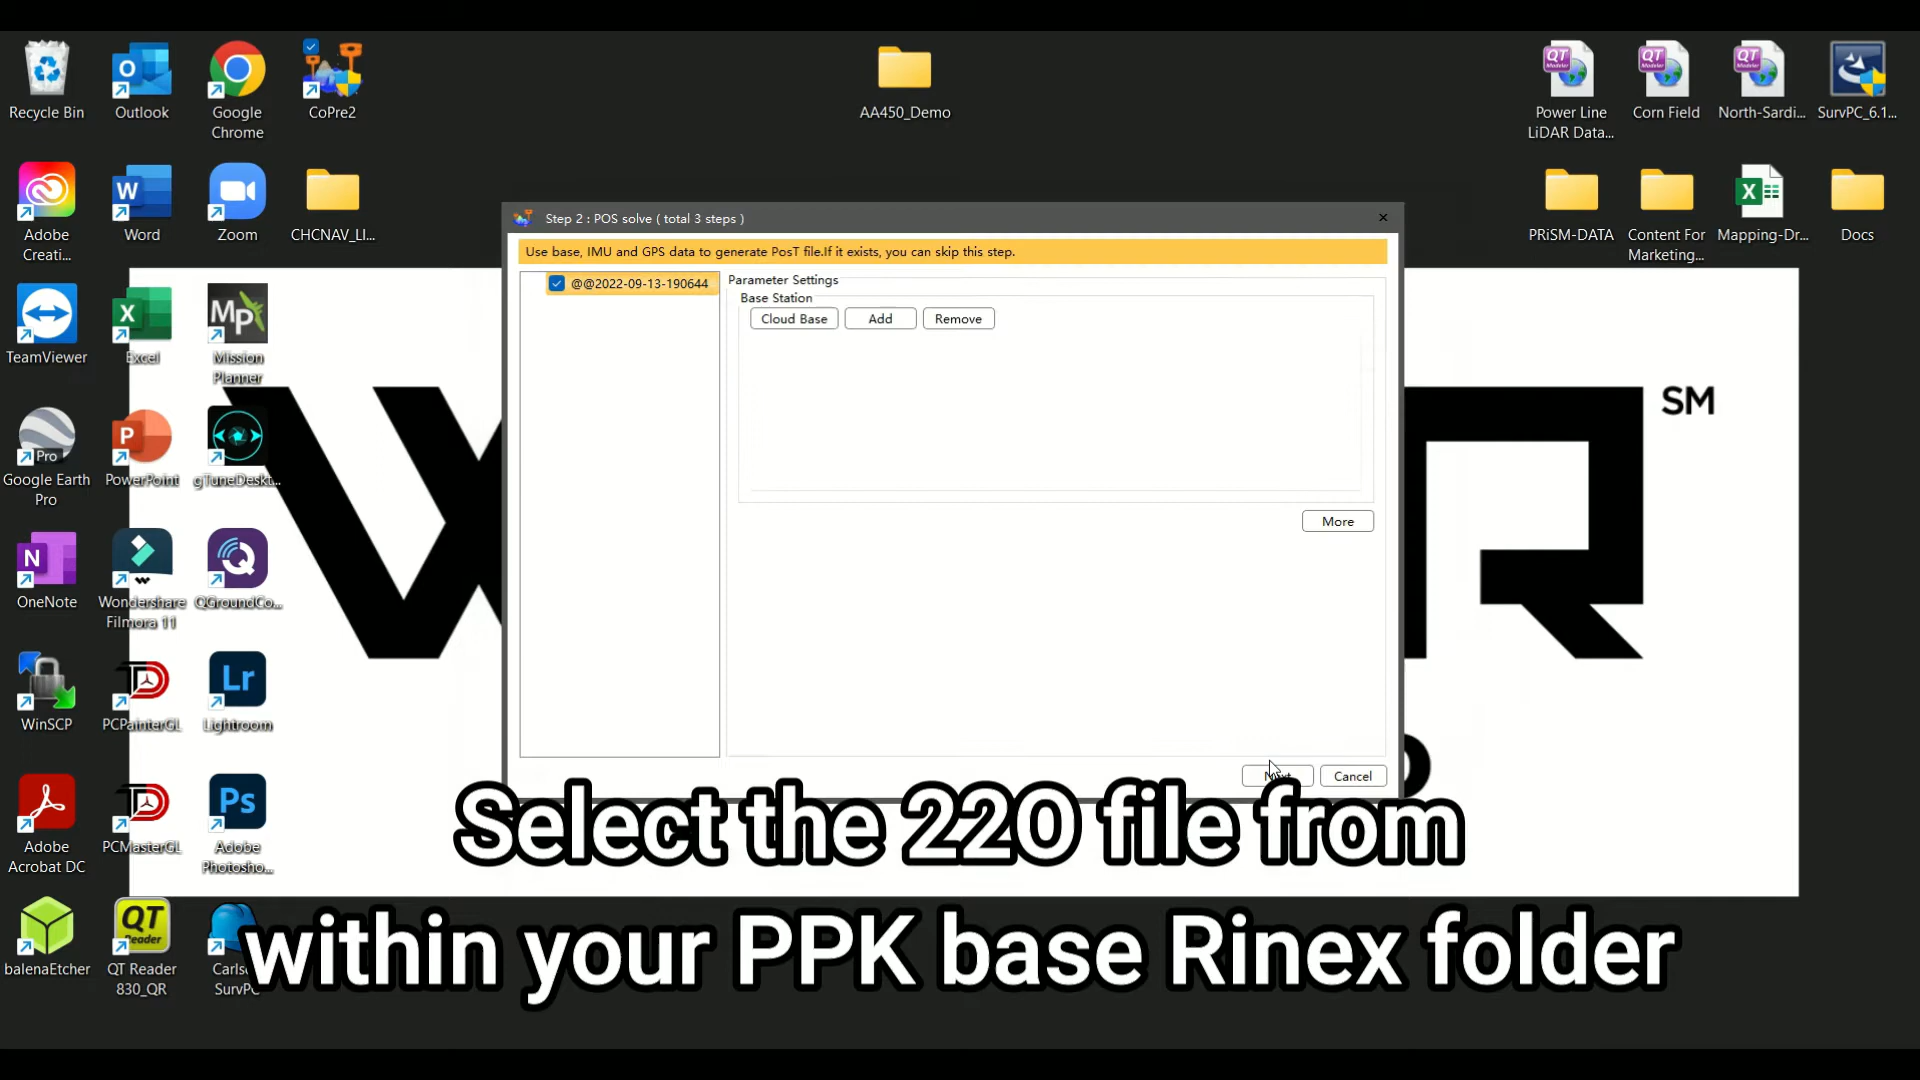 Recycle Bin
Outlook
Google
Chrome
CoPre2
AA450_Demo
Power Line
LiDAR Data...
Corn Field
North-Sardi...
SurvPC_6.1...
Adobe
Creati...
Word
Zoom
CHCNAV_LI...
PRiSM-DATA
Content For
Marketing...
Mapping-Dr...
Docs
Step 2 : POS solve ( total 3 steps )
Use base, IMU and GPS data to generate PosT file.If it exists, you can skip this step.
@@2022-09-13-190644
Parameter Settings
Base Station
Cloud Base
Add
Remove
More
Cancel
TeamViewer
Excel
Mission
Planner
Google Earth
Pro
PowerPoint
gTuneDeskt...
OneNote
Wondershare
Filmora 11
QGroundCo...
WinSCP
PCPainterGL
Lightroom
Adobe
Acrobat DC
PCMasterGL
Adobe
Photosho...
balenaEtcher
QT Reader
830_QR
SurvPC
SM
Select the 22O file from
within your PPK base Rinex folder